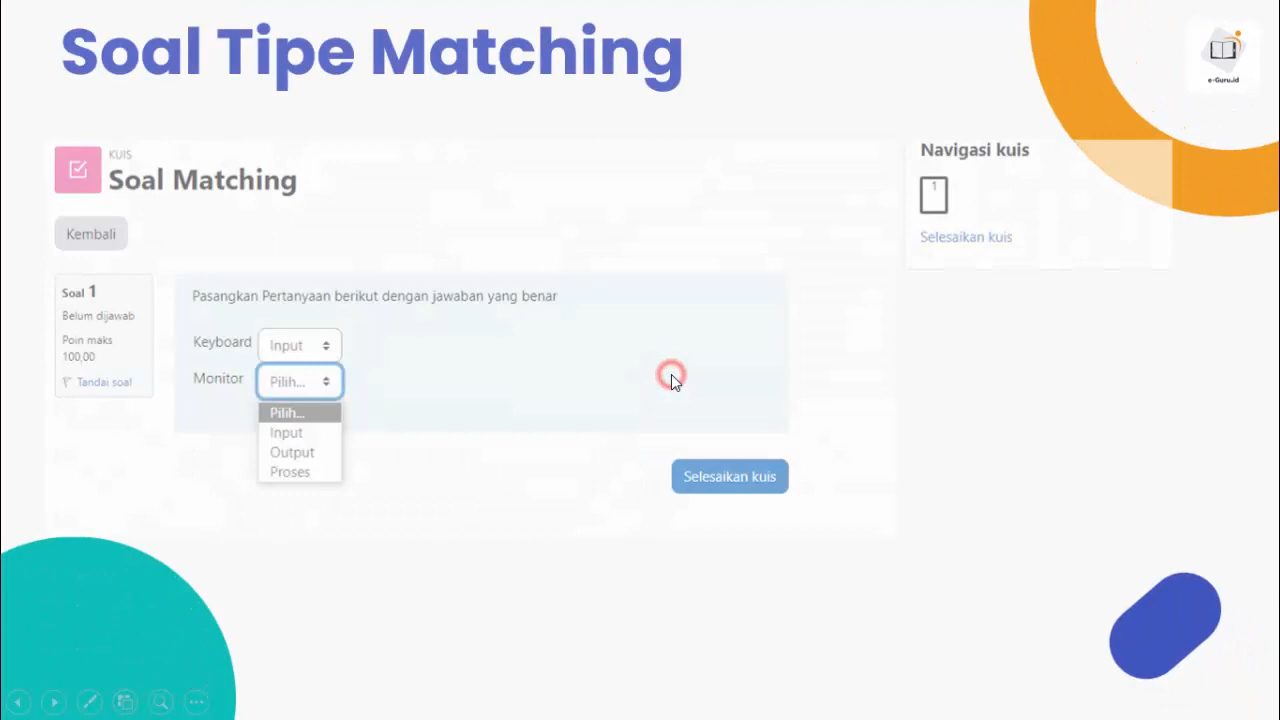 Soal Tipe Matching
e-Guru.id
KUIS
Soal Matching
Kembali
Soal 1
Belum dijawab
Poin maks
100,00
Tandai soal
Pasangkan Pertanyaan berikut dengan jawaban yang benar
Keyboard Input
Monitor Pilih...
Pilih...
Input
Output
Proses
Selesaikan kuis
Navigasi kuis
1
Selesaikan kuis